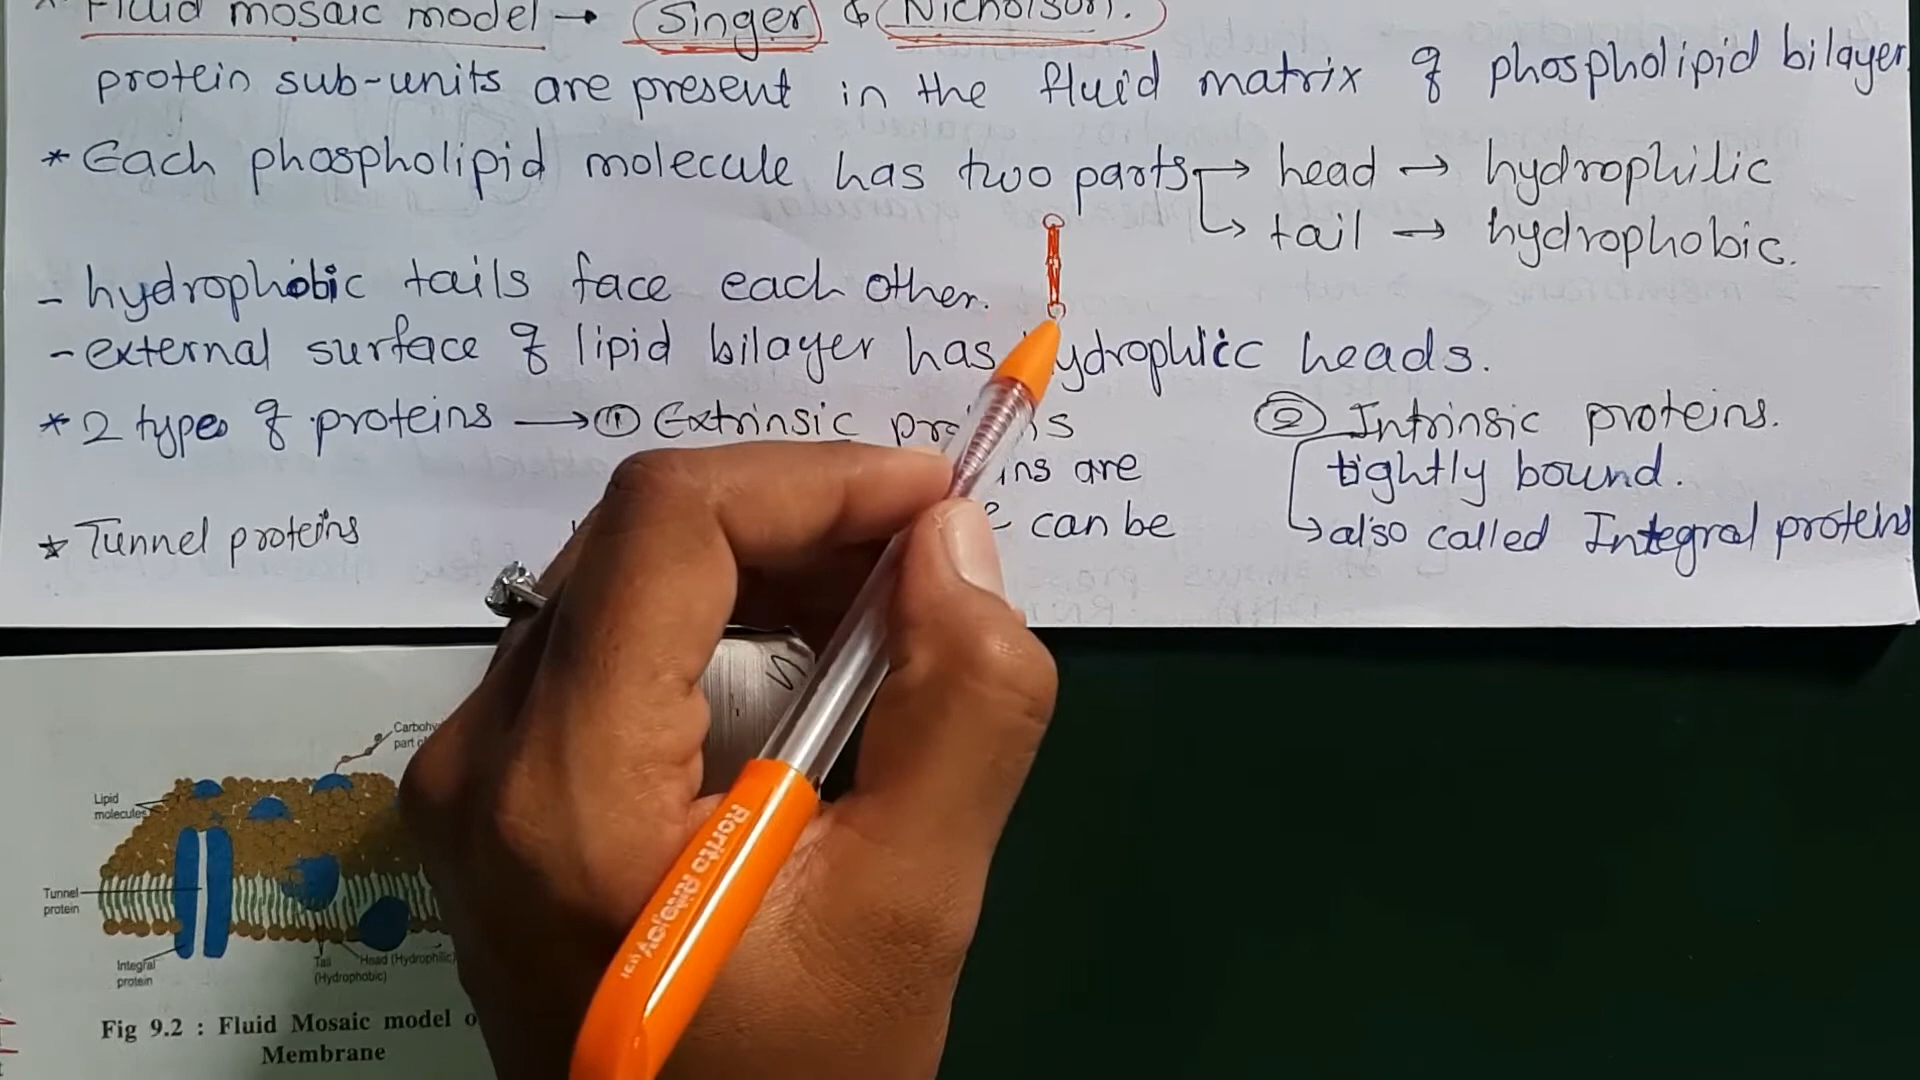 * Fluid mosaic model → Singer & Nicholson.
protein sub-units are present in the fluid matrix of phospholipid bilayer.
* Each phospholipid molecule has two parts → head → hydrophilic
↳ tail → hydrophobic.
- hydrophobic tails face each other.
- external surface of lipid bilayer has hydrophlic heads.
* 2 types of proteins → ① Extrinsic
② Intrinsic proteins.
are
tightly bound.
can be
↳ also called Integral proteins
* Tunnel proteins
Lipid
molecules
Tunnel
protein
Integral
protein
Tail
(Hydrophobic)
Head (Hydrophilic)
part
Fig 9.2 : Fluid Mosaic model
Membrane
Rorito